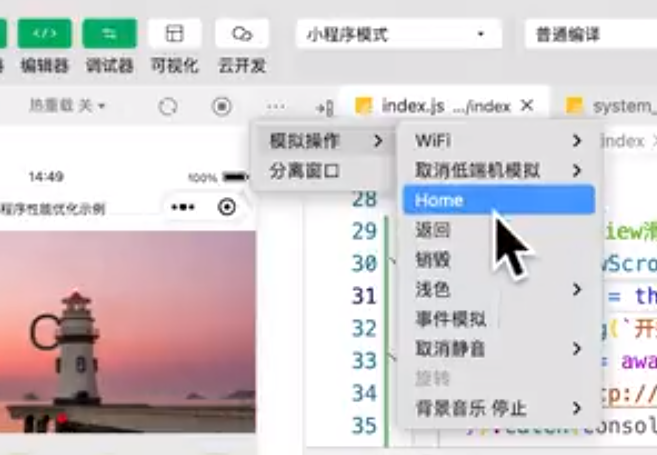 小程序模式
普通编译
编辑器
调试器
可视化
云开发
热重载 关
index.js .../index
system_
模拟操作
分离窗口
WiFi
取消低端机模拟
Home
返回
销毁
浅色
事件模拟
取消静音
旋转
背景音乐 停止
index
14:49
100%
程序性能优化示例
28
29
iew滑
30
wScro
31
= th
32
g(`开
33
= awa
34
tp://
35
}).catch(consol